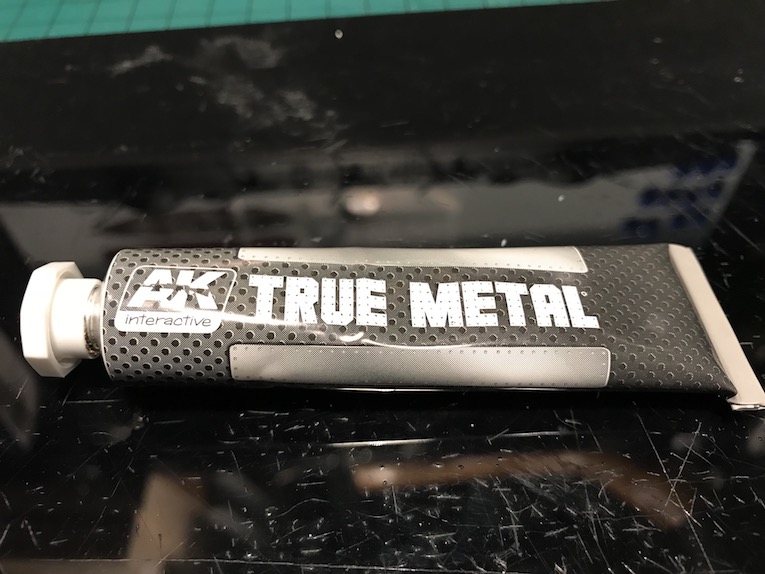 AK
interactive
TRUE METAL